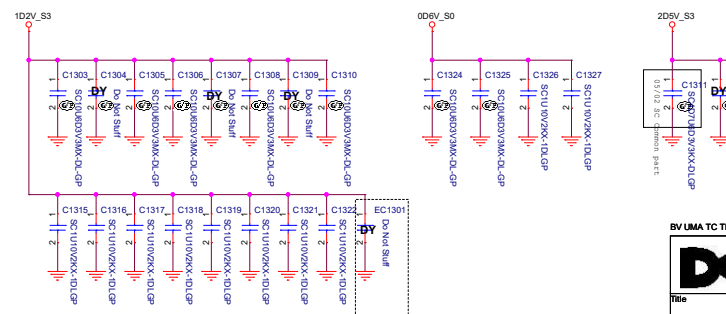 1D2V_S3
0D6V_S0
2D5V_S3
C1303
C1304
C1305
C1306
C1307
C1308
C1309
C1310
1
2
SC10U6D3V3MX-DL-GP
DY
Do Not Stuff
SC10U6D3V3MX-DL-GP
SC10U6D3V3MX-DL-GP
DY
Do Not Stuff
SC10U6D3V3MX-DL-GP
DY
Do Not Stuff
SC10U6D3V3MX-DL-GP
C1324
C1325
C1326
C1327
SC10U6D3V3MX-DL-GP
SC10U6D3V3MX-DL-GP
SC1U10V2KX-1DLGP
SC1U10V2KX-1DLGP
C1311
DY
05/02 SC Common part
C1315
C1316
C1317
C1318
C1319
C1320
C1321
C1322
EC1301
SC1U10V2KX-1DLGP
SC1U10V2KX-1DLGP
SC1U10V2KX-1DLGP
SC1U10V2KX-1DLGP
SC1U10V2KX-1DLGP
SC1U10V2KX-1DLGP
SC1U10V2KX-1DLGP
SC1U10V2KX-1DLGP
DY
Do Not Stuff
BV UMA TC
Title